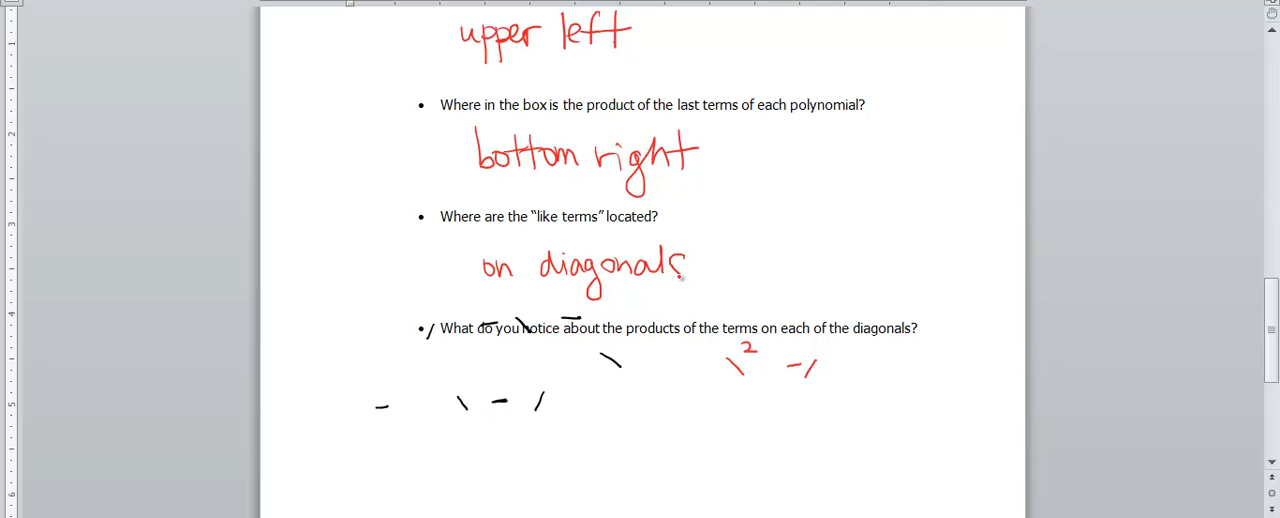 upper left
• Where in the box is the product of the last terms of each polynomial?
bottom right
• Where are the “like terms” located?
on diagonals
• What do you notice about the products of the terms on each of the diagonals?
2